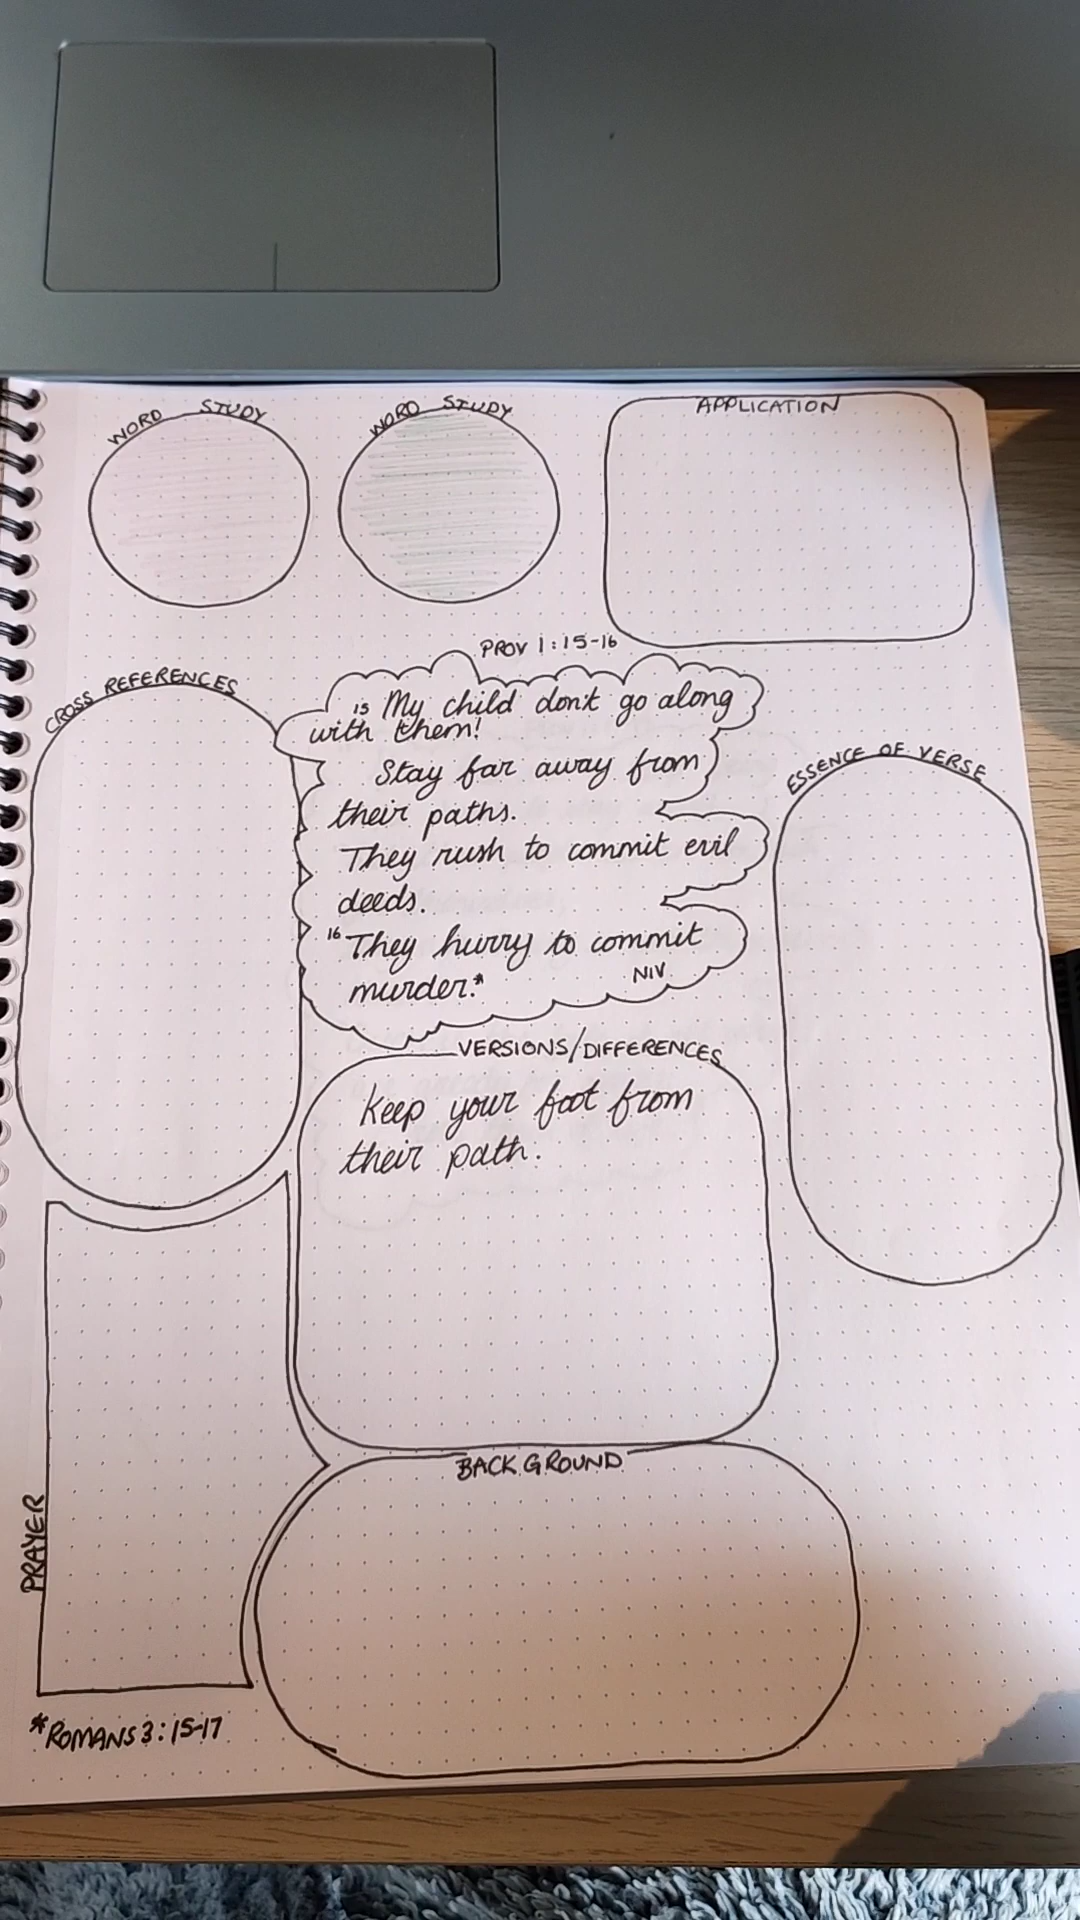 WORD STUDY
WORD STUDY
APPLICATION
PROV 1:15-16
CROSS REFERENCES
15 My child don't go along
with them!
Stay far away from
their paths.
They rush to commit evil
deeds.
16 They hurry to commit
murder.*
NIV
ESSENCE OF VERSE
VERSIONS/DIFFERENCES
Keep your foot from
their path.
BACKGROUND
PRAYER
*ROMANS 3:15-17